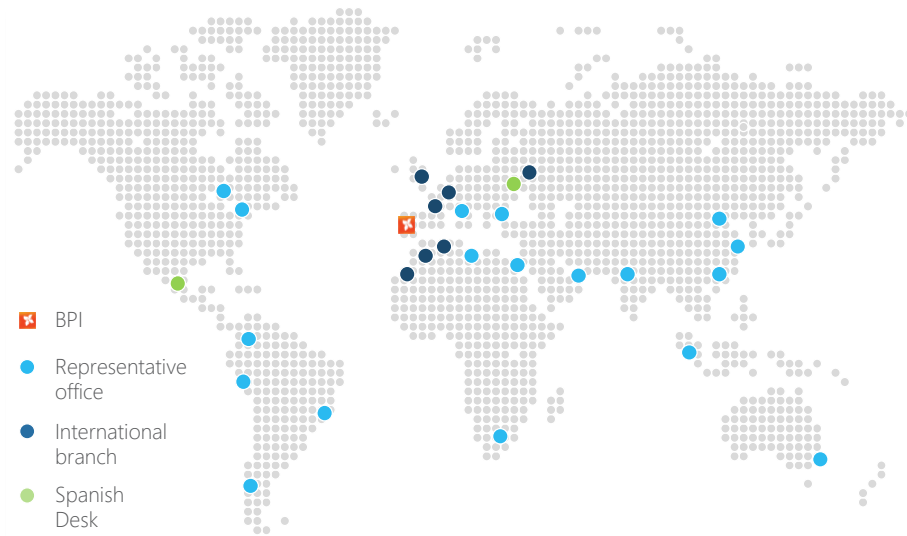 BPI
Representative
office
International
branch
Spanish
Desk